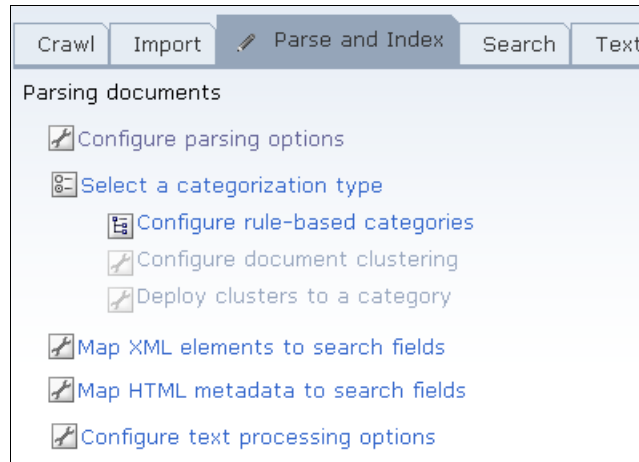 Crawl Import Parse and Index Search Text
Parsing documents
Configure parsing options
Select a categorization type
Configure rule-based categories
Configure document clustering
Deploy clusters to a category
Map XML elements to search fields
Map HTML metadata to search fields
Configure text processing options